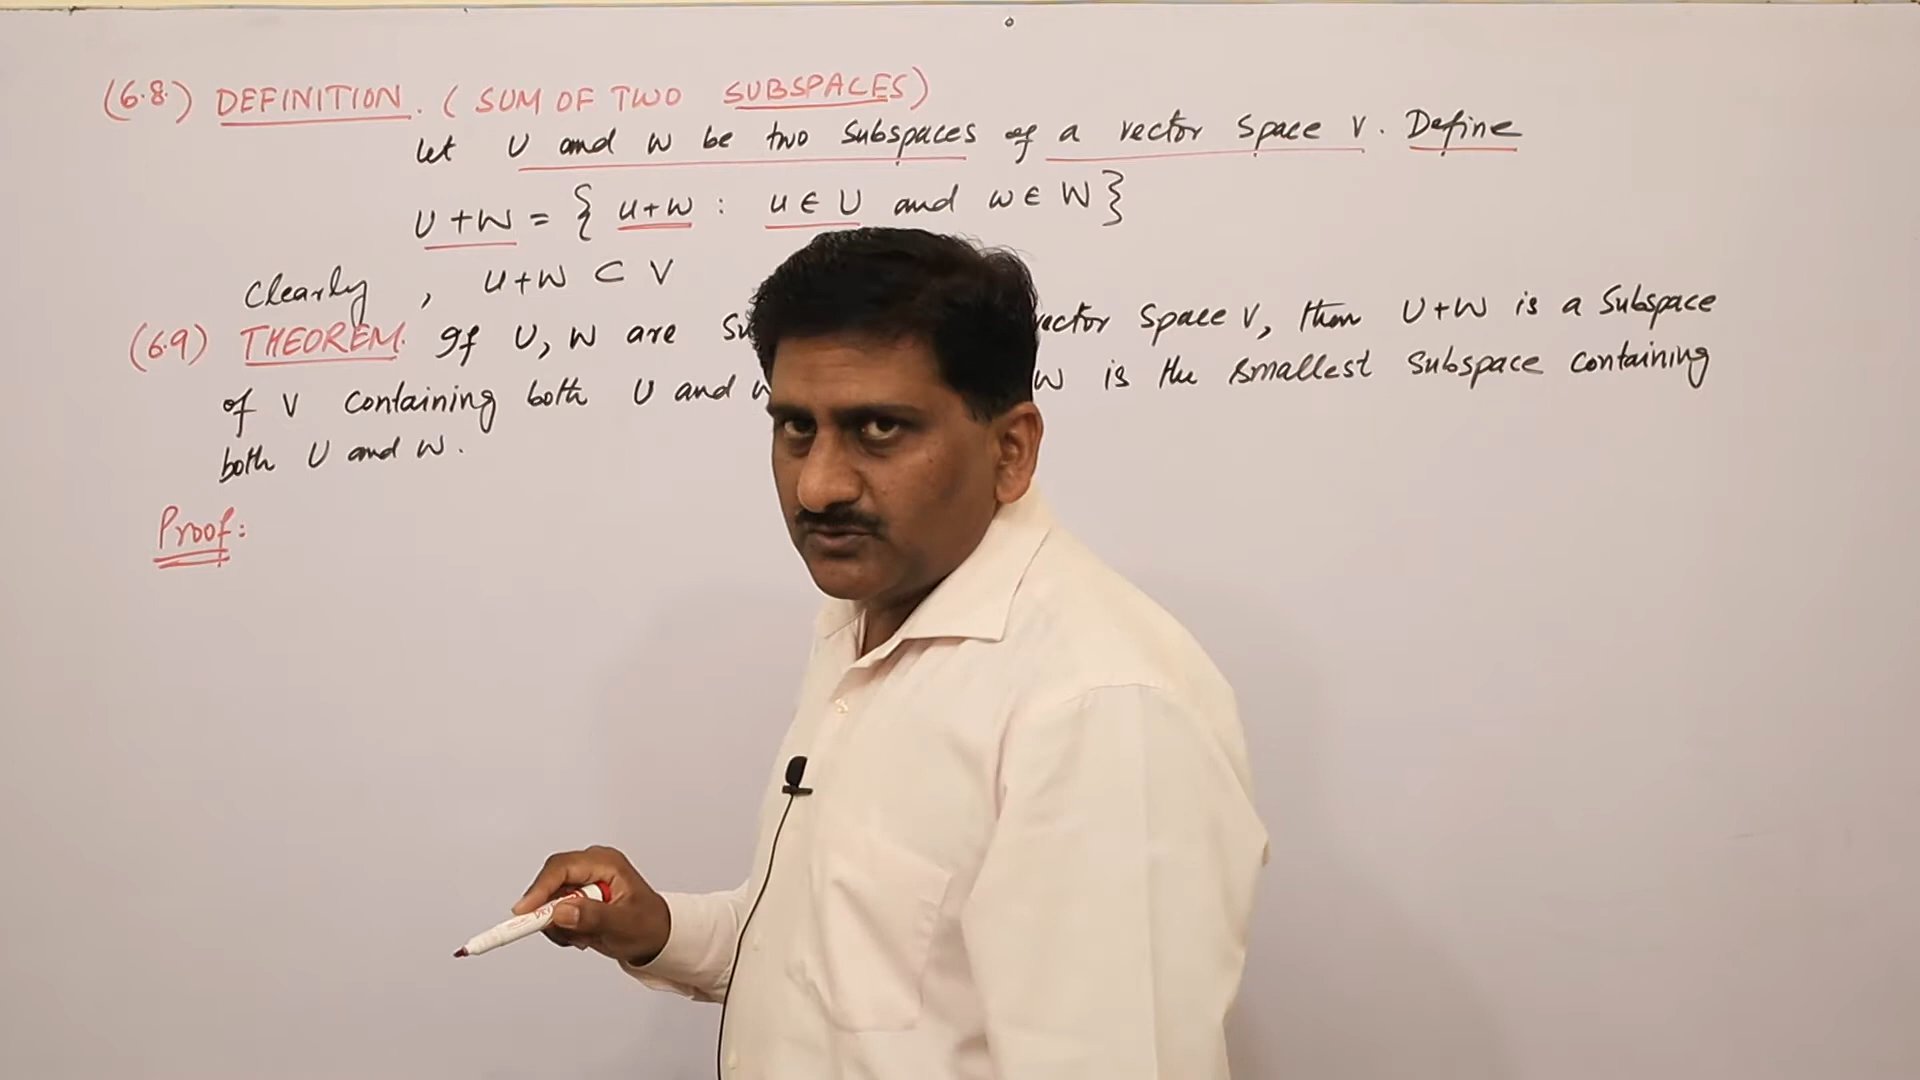 (6.8.) DEFINITION. (SUM OF TWO SUBSPACES)
Let U and W be two subspaces of a vector space V. Define
U+W = { u+w : u ∈ U and w ∈ W }
Clearly, U+W ⊂ V
(6.9) THEOREM. If U, W are vector space V, then U+W is a subspace
of V containing both U and W is the smallest subspace containing
both U and W.
Proof: